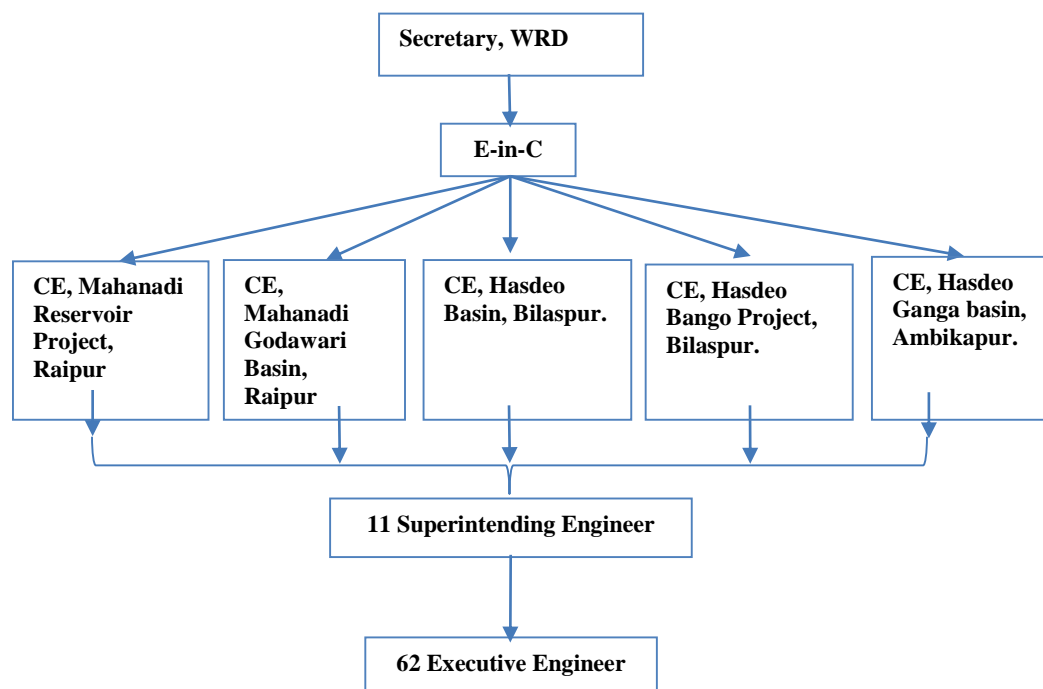 Secretary, WRD
E-in-C
CE, Mahanadi
Reservoir
Project,
Raipur
CE,
Mahanadi
Godawari
Basin,
Raipur
CE, Hasdeo
Basin, Bilaspur.
CE, Hasdeo
Bango Project,
Bilaspur.
CE, Hasdeo
Ganga basin,
Ambikapur.
11 Superintending Engineer
62 Executive Engineer